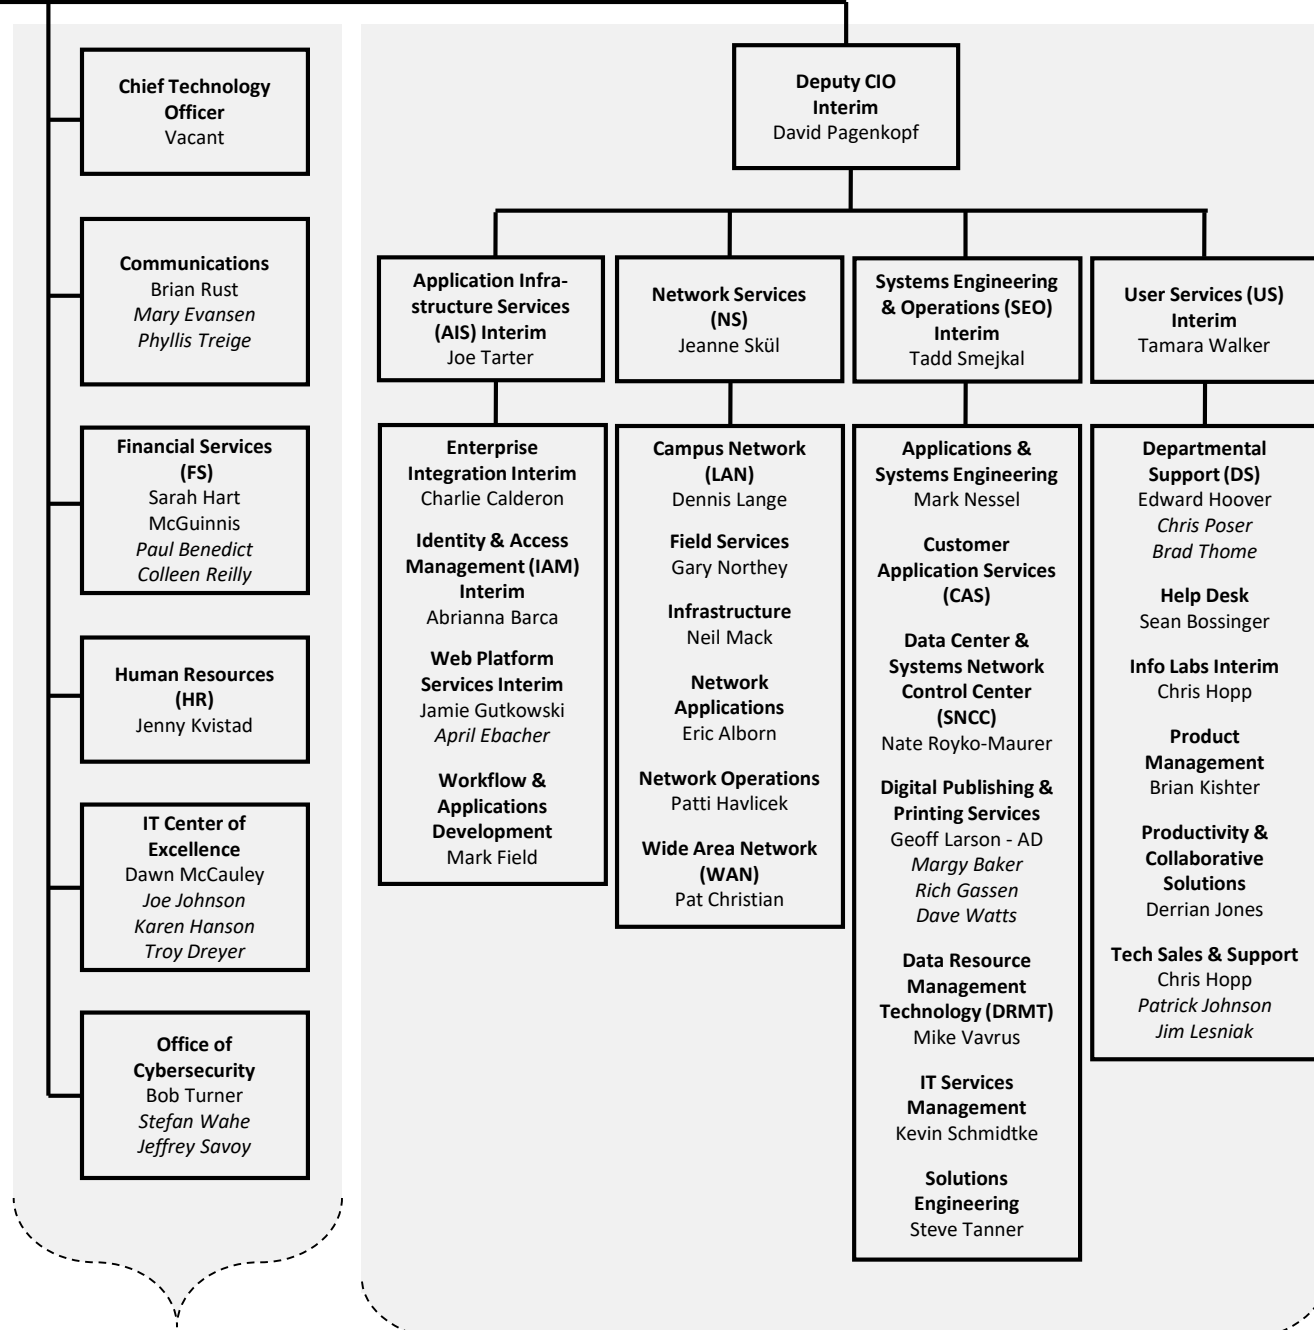 Chief Technology
Officer
Vacant
Communications
Brian Rust
Mary Evansen
Phyllis Treige
Financial Services
(FS)
Sarah Hart
McGuinnis
Paul Benedict
Colleen Reilly
Human Resources
(HR)
Jenny Kvistad
IT Center of
Excellence
Dawn McCauley
Joe Johnson
Karen Hanson
Troy Dreyer
Office of
Cybersecurity
Bob Turner
Stefan Wahe
Jeffrey Savoy
Deputy CIO
Interim
David Pagenkopf
Application Infra-
structure Services
(AIS) Interim
Joe Tarter
Enterprise
Integration Interim
Charlie Calderon
Identity & Access
Management (IAM)
Interim
Abrianna Barca
Web Platform
Services Interim
Jamie Gutkowski
April Ebacher
Workflow &
Applications
Development
Mark Field
Network Services
(NS)
Jeanne Skül
Campus Network
(LAN)
Dennis Lange
Field Services
Gary Northey
Infrastructure
Neil Mack
Network
Applications
Eric Alborn
Network Operations
Patti Havlicek
Wide Area Network
(WAN)
Pat Christian
Systems Engineering
& Operations (SEO)
Interim
Tadd Smejkal
Applications &
Systems Engineering
Mark Nessel
Customer
Application Services
(CAS)
Data Center &
Systems Network
Control Center
(SNCC)
Nate Royko-Maurer
Digital Publishing &
Printing Services
Geoff Larson - AD
Margy Baker
Rich Gassen
Dave Watts
Data Resource
Management
Technology (DRMT)
Mike Vavrus
IT Services
Management
Kevin Schmidtke
Solutions
Engineering
Steve Tanner
User Services (US)
Interim
Tamara Walker
Departmental
Support (DS)
Edward Hoover
Chris Poser
Brad Thome
Help Desk
Sean Bossinger
Info Labs Interim
Chris Hopp
Product
Management
Brian Kishter
Productivity &
Collaborative
Solutions
Derrian Jones
Tech Sales & Support
Chris Hopp
Patrick Johnson
Jim Lesniak